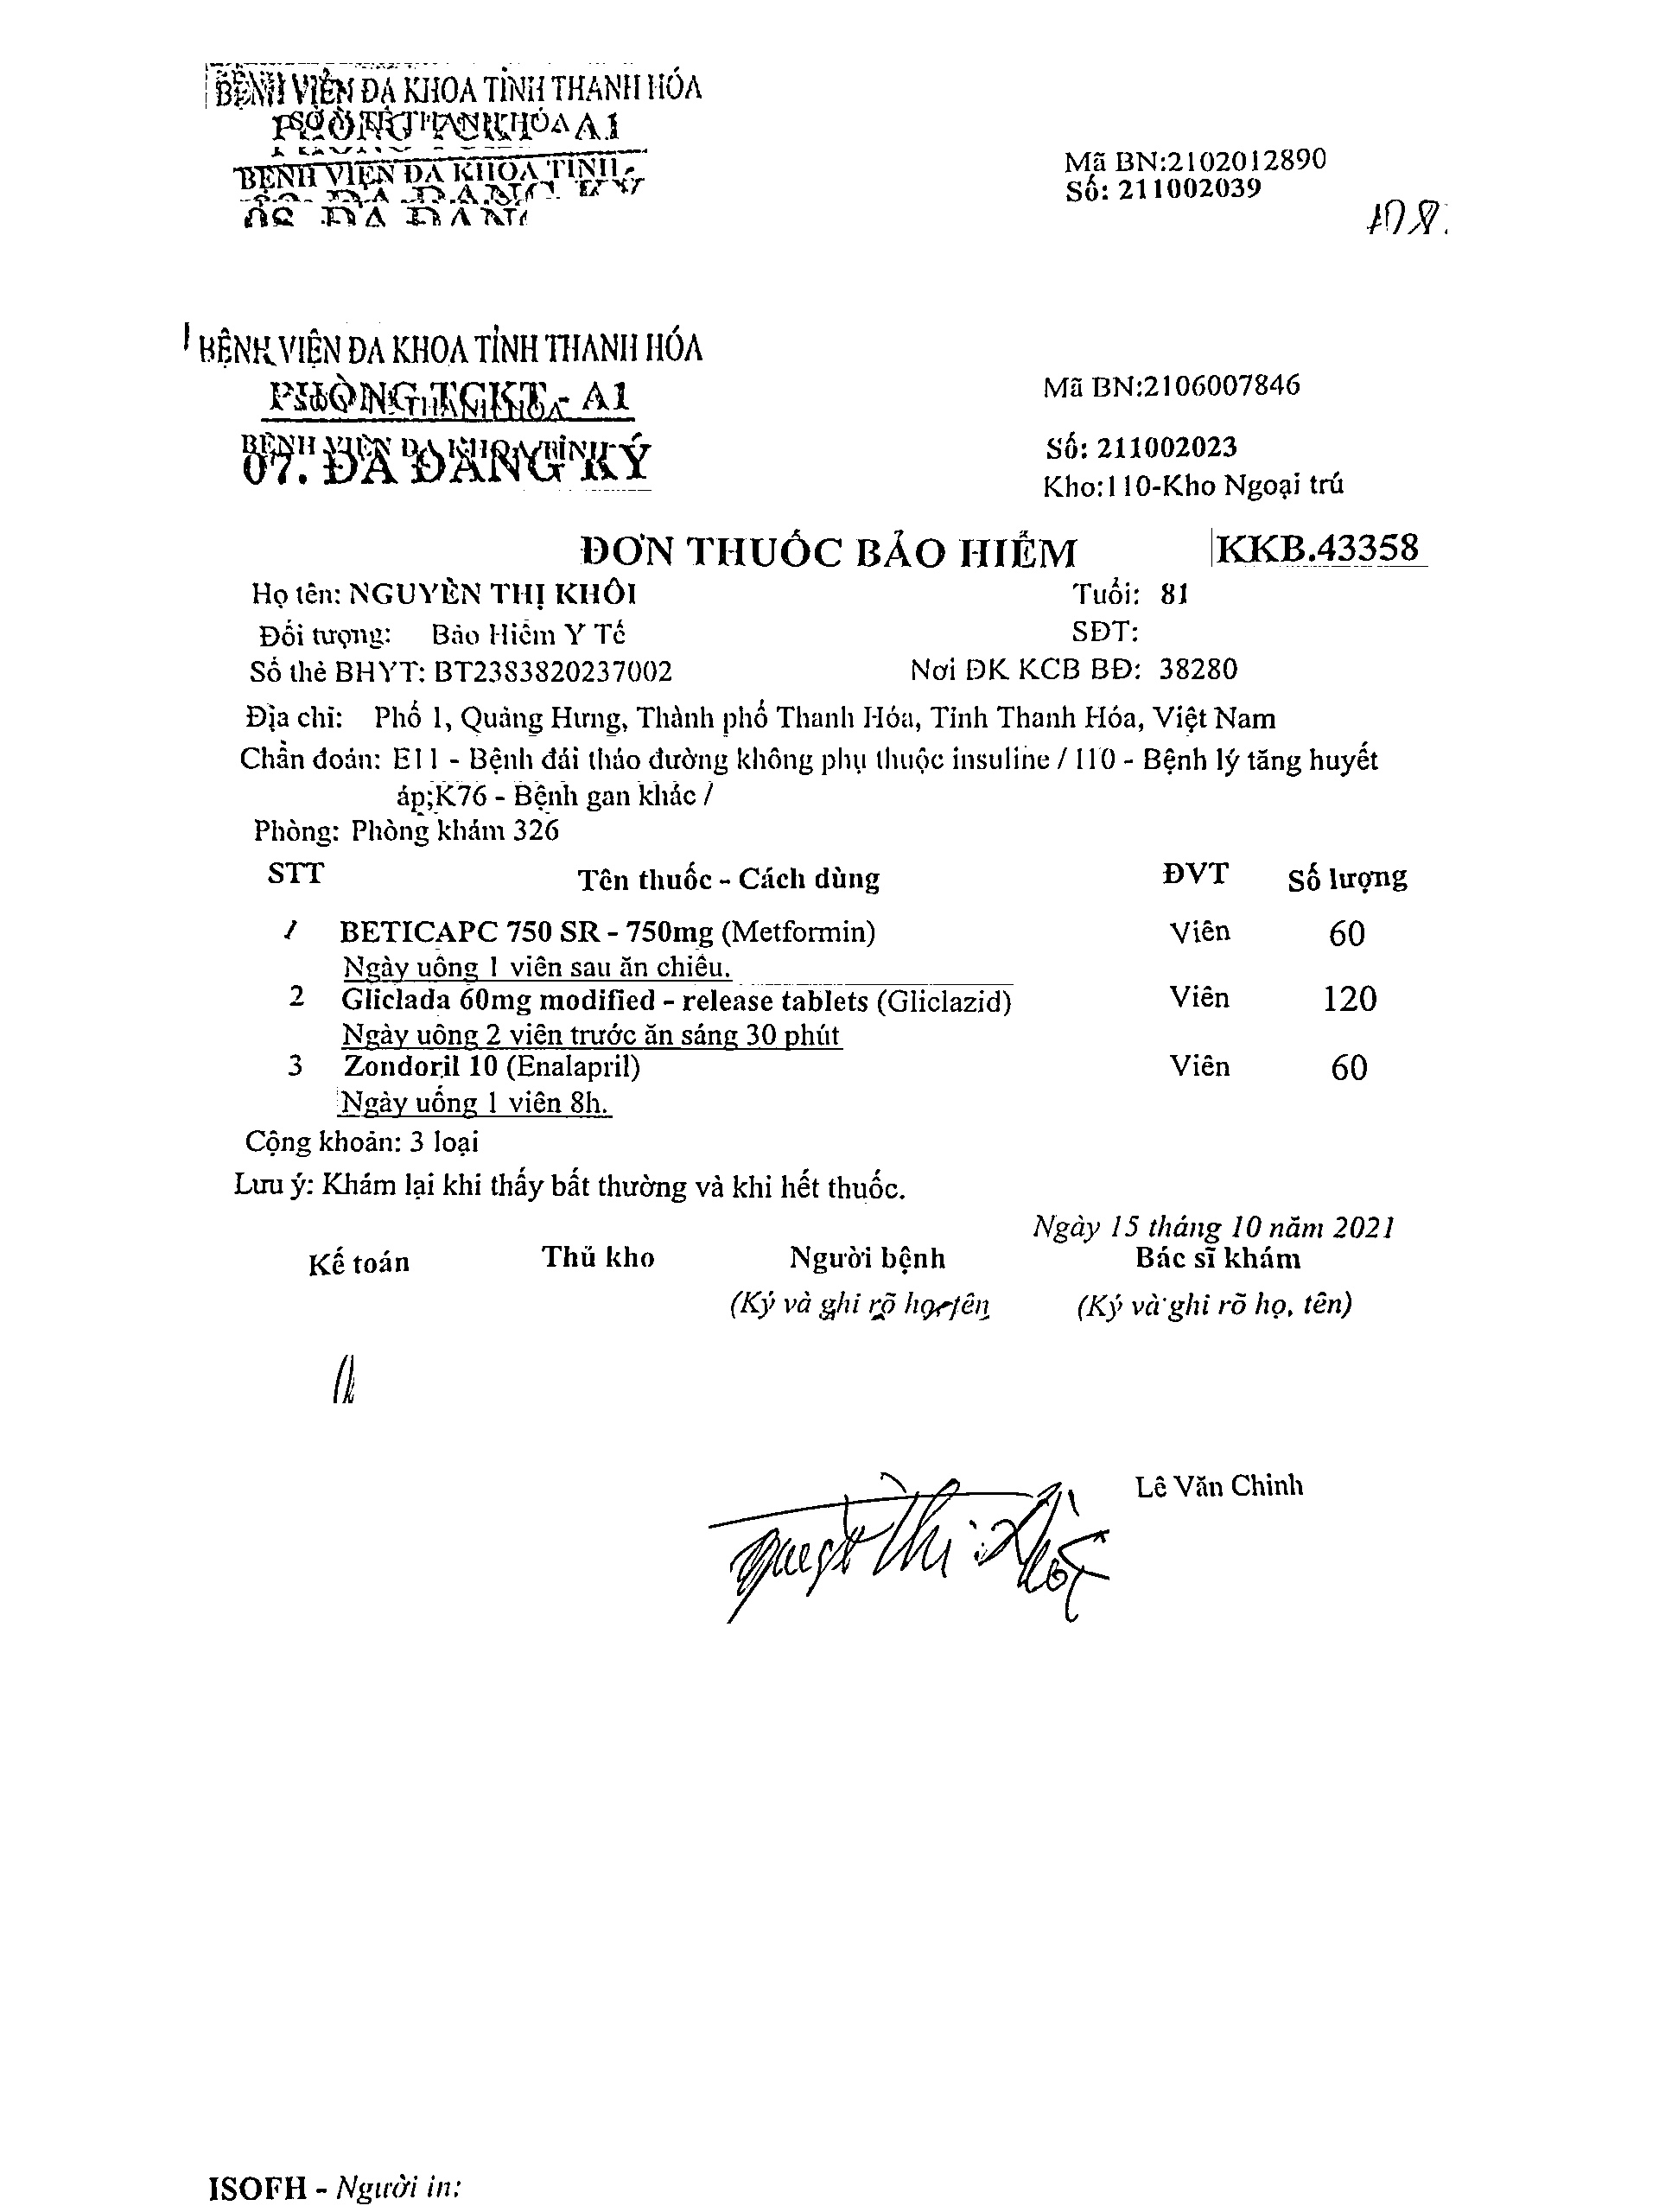 BỆNH VIỆN ĐA KHOA TỈNH THANH HÓA
A1
BỆNH VIỆN ĐA KHOA TỈNH
Mã BN:2102012890
Số: 211002039
BỆNH VIỆN ĐA KHOA TỈNH THANH HÓA
PHÒNG TCKT - A1
07. ĐÃ ĐĂNG KÝ
Mã BN:2106007846
Số: 211002023
Kho:110-Kho Ngoại trú
ĐƠN THUỐC BẢO HIỂM KKB.43358
Họ tên: NGUYỄN THỊ KHÔI Tuổi: 81
Đối tượng: Bảo Hiểm Y Tế SĐT:
Số thẻ BHYT: BT2383820237002 Nơi ĐK KCB BĐ: 38280
Địa chỉ: Phố 1, Quảng Hưng, Thành phố Thanh Hóa, Tỉnh Thanh Hóa, Việt Nam
Chẩn đoán: E11 - Bệnh đái tháo đường không phụ thuộc insuline / I10 - Bệnh lý tăng huyết
áp;K76 - Bệnh gan khác /
Phòng: Phòng khám 326
STT Tên thuốc - Cách dùng ĐVT Số lượng
1 BETICAPC 750 SR - 750mg (Metformin) Viên 60
Ngày uống 1 viên sau ăn chiều.
2 Gliclada 60mg modified - release tablets (Gliclazid) Viên 120
Ngày uống 2 viên trước ăn sáng 30 phút
3 Zondoril 10 (Enalapril) Viên 60
Ngày uống 1 viên 8h.
Cộng khoản: 3 loại
Lưu ý: Khám lại khi thấy bất thường và khi hết thuốc.
Ngày 15 tháng 10 năm 2021
Kế toán Thủ kho Người bệnh Bác sĩ khám
(Ký và ghi rõ họ, tên (Ký và ghi rõ họ, tên)
Lê Văn Chinh
ISOFH - Người in: